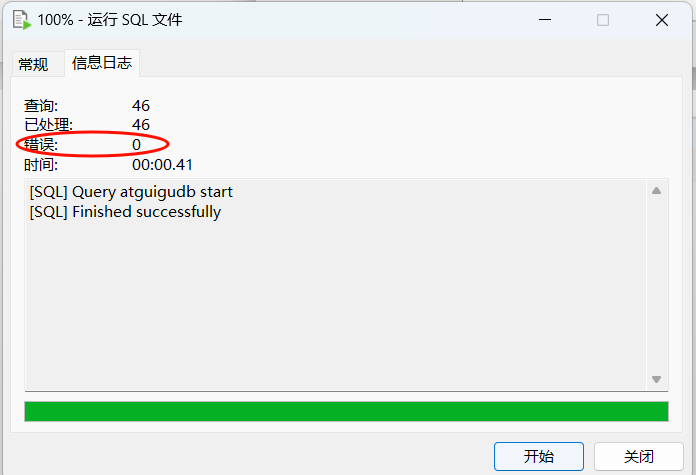 100% - 运行 SQL 文件
常规 信息日志
查询: 46
已处理: 46
错误: 0
时间: 00:00.41
[SQL] Query atguigudb start
[SQL] Finished successfully
开始 关闭